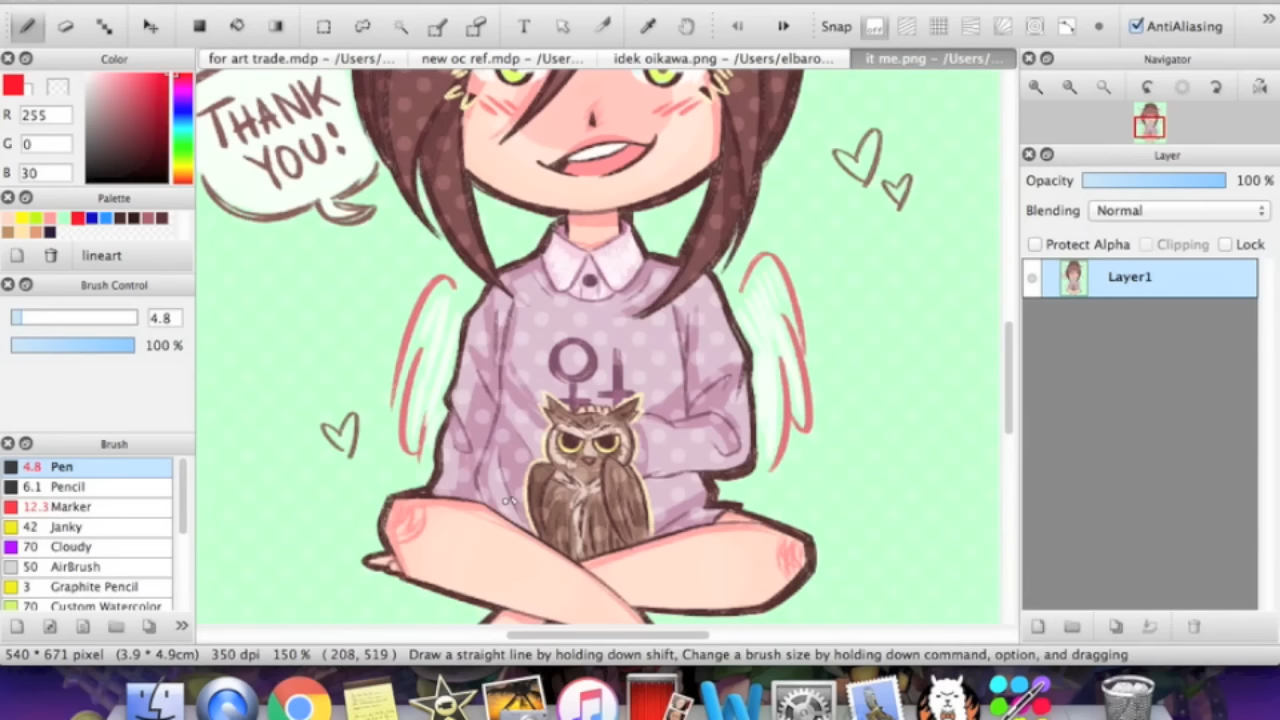 Snap
off
AntiAliasing
Color
for art trade.mdp – /Users/...
new oc ref.mdp – /User...
idek oikawa.png – /Users/elbaro...
it me.png – /Users/...
Navigator
R 255
G 0
B 30
THANK
YOU!
Layer
Opacity 100 %
Palette
Blending Normal
Protect Alpha Clipping Lock
lineart
Layer1
Brush Control
4.8
100 %
Brush
4.8 Pen
6.1 Pencil
12.3 Marker
42 Janky
70 Cloudy
50 AirBrush
3 Graphite Pencil
70 Custom Watercolor
540 * 671 pixel (3.9 * 4.9cm) 350 dpi 150 % ( 208, 519 ) Draw a straight line by holding down shift, Change a brush size by holding down command, option, and dragging